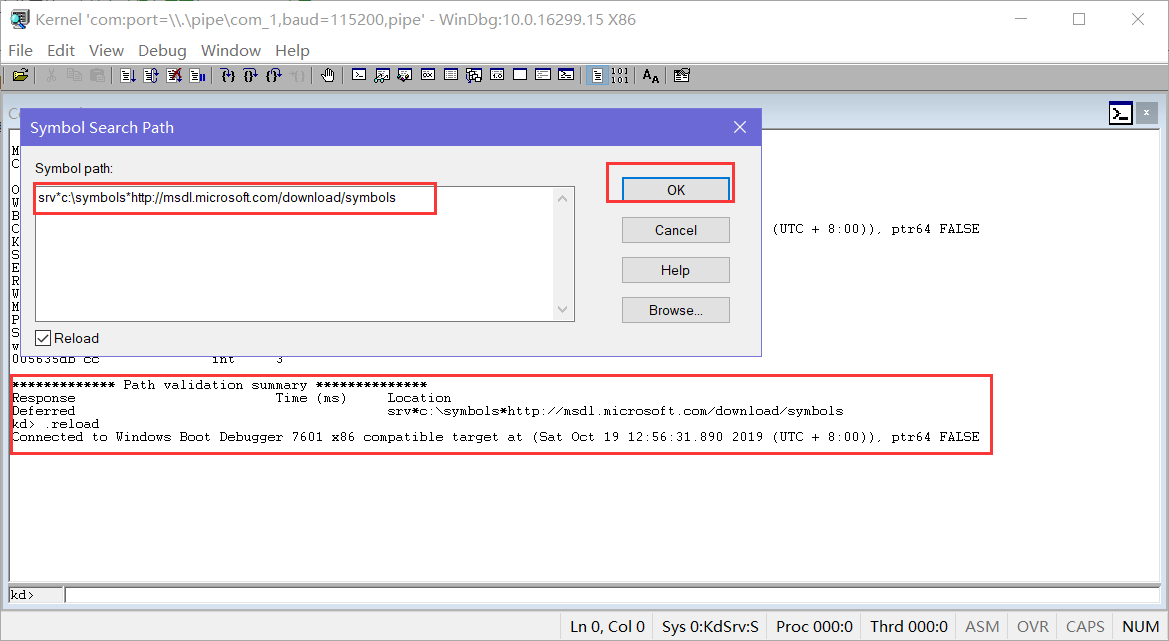 Kernel 'com:port=\\.\pipe\com_1,baud=115200,pipe' - WinDbg:10.0.16299.15 X86
File Edit View Debug Window Help
Symbol Search Path
Symbol path:
srv*c:\symbols*http://msdl.microsoft.com/download/symbols
OK
Cancel
Help
Browse...
Reload
M
C
O
W
B
C (UTC + 8:00)), ptr64 FALSE
K
S
E
R
W
M
P
S
w
005635db cc int 3
************* Path validation summary **************
Response Time (ms) Location
Deferred srv*c:\symbols*http://msdl.microsoft.com/download/symbols
kd> .reload
Connected to Windows Boot Debugger 7601 x86 compatible target at (Sat Oct 19 12:56:31.890 2019 (UTC + 8:00)), ptr64 FALSE
kd>
Ln 0, Col 0 Sys 0:KdSrv:S Proc 000:0 Thrd 000:0 ASM OVR CAPS NUM